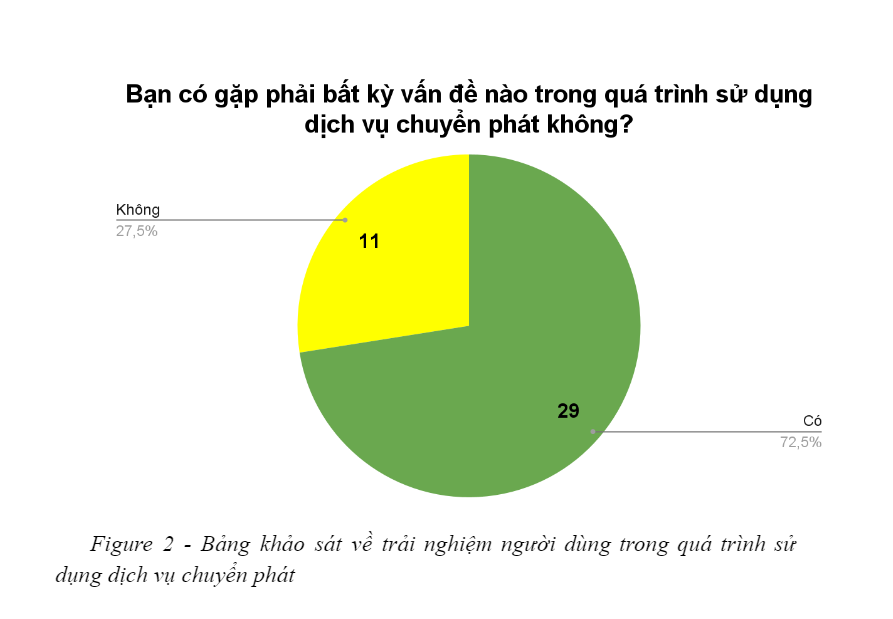 Bạn có gặp phải bất kỳ vấn đề nào trong quá trình sử dụng
dịch vụ chuyển phát không?
Không
27,5%
11
29
Có
72,5%
Figure 2 - Bảng khảo sát về trải nghiệm người dùng trong quá trình sử
dụng dịch vụ chuyển phát